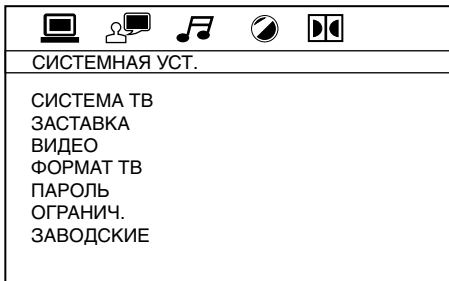 СИСТЕМНАЯ УСТ.
СИСТЕМА ТВ
ЗАСТАВКА
ВИДЕО
ФОРМАТ ТВ
ПАРОЛЬ
ОГРАНИЧ.
ЗАВОДСКИЕ